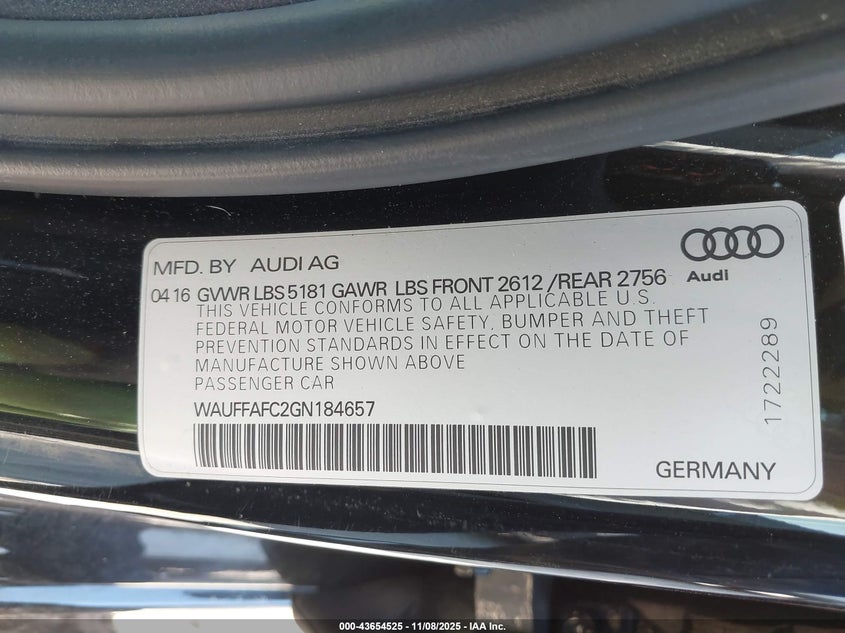 MFD. BY AUDI AG
Audi
04 16 GVWR LBS 5181 GAWR LBS FRONT 2612 /REAR 2756
THIS VEHICLE CONFORMS TO ALL APPLICABLE U.S.
FEDERAL MOTOR VEHICLE SAFETY, BUMPER AND THEFT
PREVENTION STANDARDS IN EFFECT ON THE DATE OF
MANUFACTURE SHOWN ABOVE
PASSENGER CAR
WAUFFAFC2GN184657
1722289
GERMANY
000-43654525 - 11/08/2025 - IAA Inc.